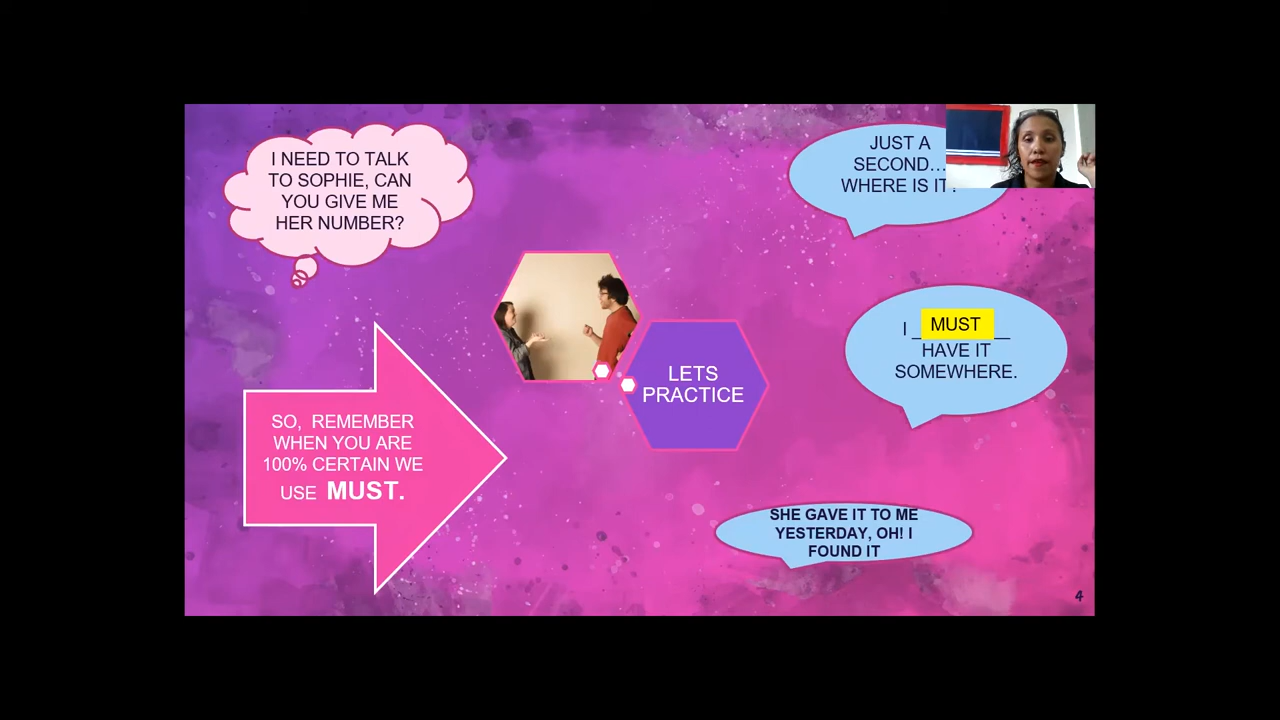 I NEED TO TALK
TO SOPHIE, CAN
YOU GIVE ME
HER NUMBER?
JUST A
SECOND…
WHERE IS IT?
I MUST
HAVE IT
SOMEWHERE.
LETS
PRACTICE
SO, REMEMBER
WHEN YOU ARE
100% CERTAIN WE
USE MUST.
SHE GAVE IT TO ME
YESTERDAY, OH! I
FOUND IT
4